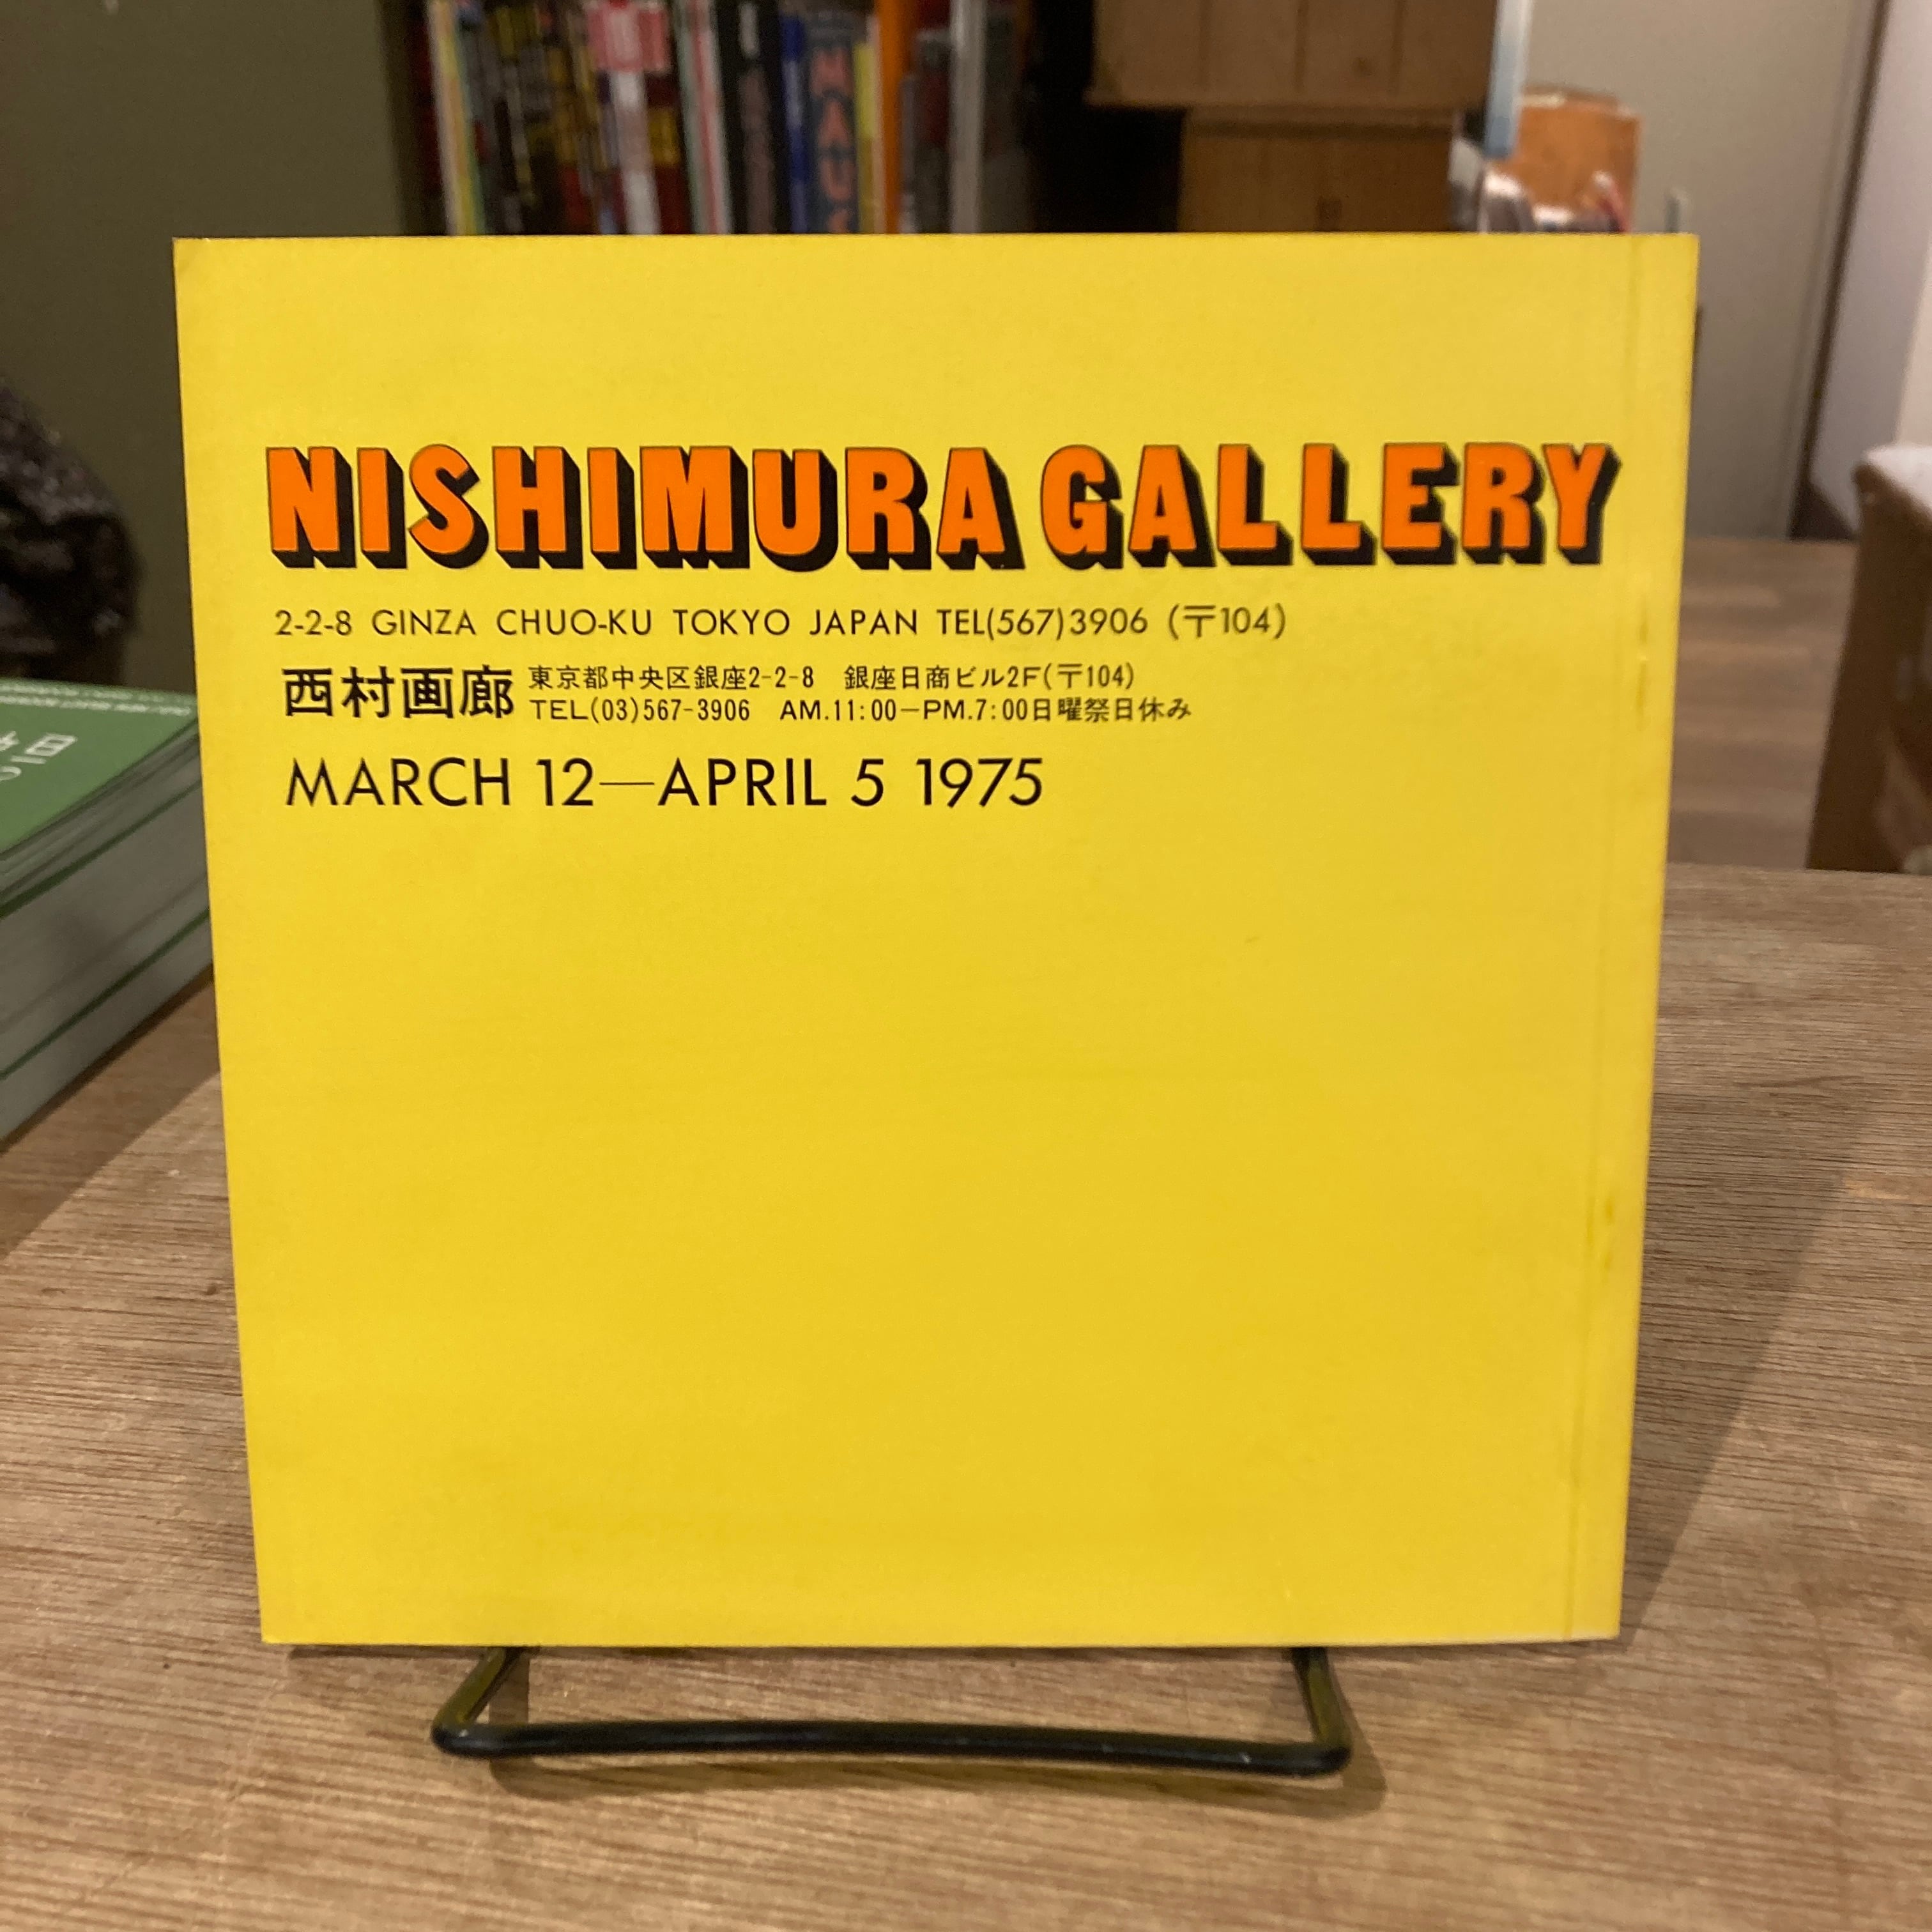 NISHIMURA GALLERY
2-2-8 GINZA CHUO-KU TOKYO JAPAN TEL(567)3906 (〒104)
西村画廊 東京都中央区銀座2-2-8 銀座日商ビル2F(〒104)
TEL(03)567-3906 AM.11:00—PM.7:00日曜祭日休み
MARCH 12—APRIL 5 1975